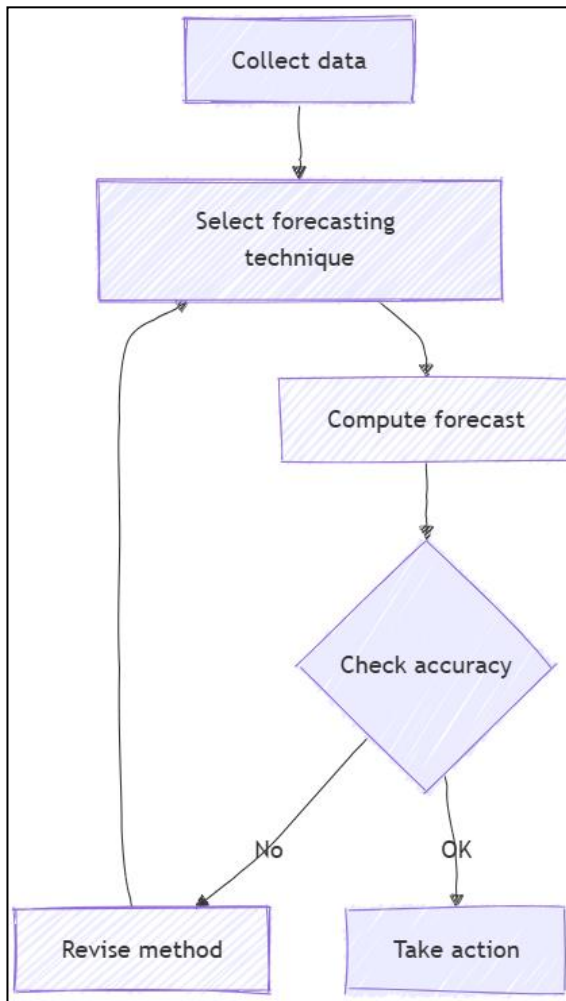 Collect data
Select forecasting
technique
Compute forecast
Check accuracy
No
OK
Revise method
Take action